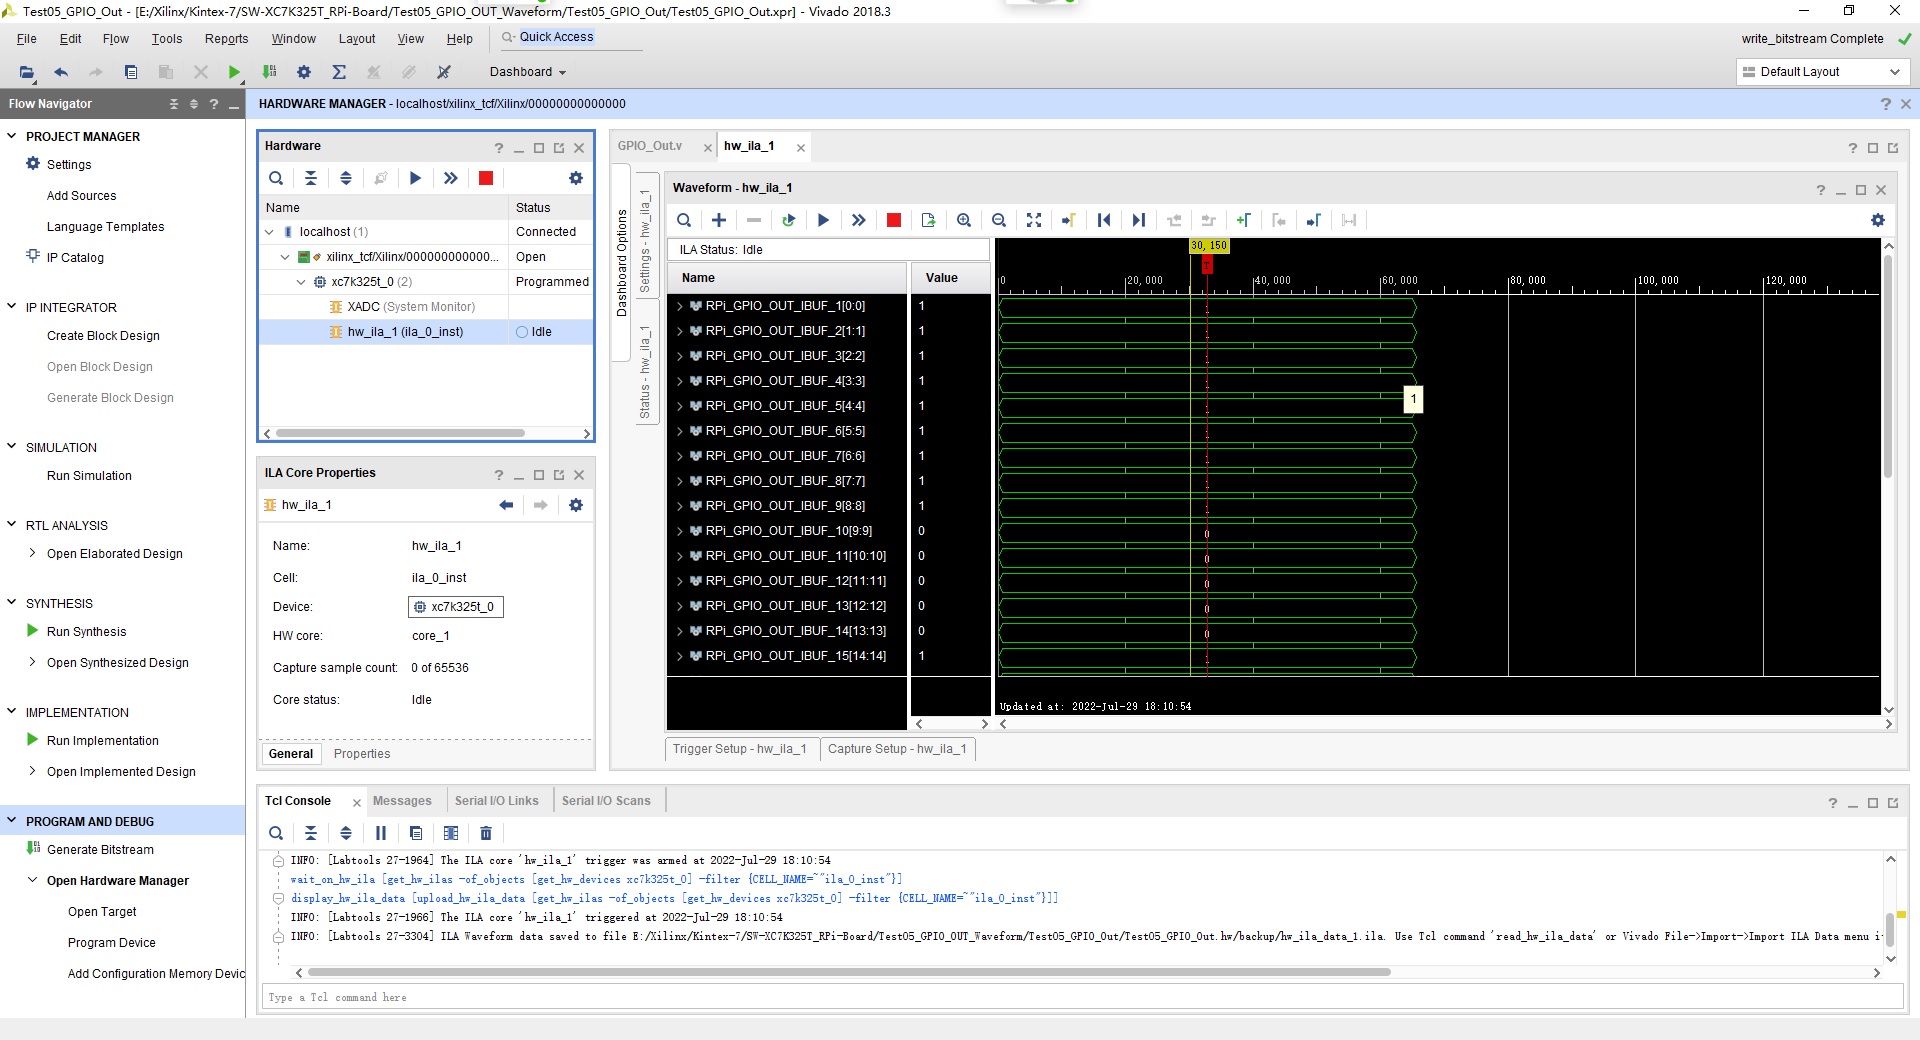 Test05_GPIO_Out - [E:/Xilinx/Kintex-7/SW-XC7K325T_RPi-Board/Test05_GPIO_OUT_Waveform/Test05_GPIO_Out/Test05_GPIO_Out.xpr] - Vivado 2018.3
File Edit Flow Tools Reports Window Layout View Help Quick Access
write_bitstream Complete
Dashboard
Default Layout
Flow Navigator
HARDWARE MANAGER - localhost/xilinx_tcf/Xilinx/00000000000000
PROJECT MANAGER
Settings
Add Sources
Language Templates
IP Catalog
IP INTEGRATOR
Create Block Design
Open Block Design
Generate Block Design
SIMULATION
Run Simulation
RTL ANALYSIS
Open Elaborated Design
SYNTHESIS
Run Synthesis
Open Synthesized Design
IMPLEMENTATION
Run Implementation
Open Implemented Design
PROGRAM AND DEBUG
Generate Bitstream
Open Hardware Manager
Open Target
Program Device
Add Configuration Memory Devic
Hardware
Name Status
localhost (1) Connected
xilinx_tcf/Xilinx/000000000000... Open
xc7k325t_0 (2) Programmed
XADC (System Monitor)
hw_ila_1 (ila_0_inst) Idle
ILA Core Properties
hw_ila_1
Name: hw_ila_1
Cell: ila_0_inst
Device: xc7k325t_0
HW core: core_1
Capture sample count: 0 of 65536
Core status: Idle
General Properties
GPIO_Out.v hw_ila_1
Dashboard Options
Settings - hw_ila_1
Status - hw_ila_1
Waveform - hw_ila_1
ILA Status: Idle
Name Value
30,150
T
0 20,000 40,000 60,000 80,000 100,000 120,000
RPi_GPIO_OUT_IBUF_1[0:0] 1
RPi_GPIO_OUT_IBUF_2[1:1] 1
RPi_GPIO_OUT_IBUF_3[2:2] 1
RPi_GPIO_OUT_IBUF_4[3:3] 1
1
RPi_GPIO_OUT_IBUF_5[4:4] 1
RPi_GPIO_OUT_IBUF_6[5:5] 1
RPi_GPIO_OUT_IBUF_7[6:6] 1
RPi_GPIO_OUT_IBUF_8[7:7] 1
RPi_GPIO_OUT_IBUF_9[8:8] 1
RPi_GPIO_OUT_IBUF_10[9:9] 0 0
RPi_GPIO_OUT_IBUF_11[10:10] 0 0
RPi_GPIO_OUT_IBUF_12[11:11] 0 0
RPi_GPIO_OUT_IBUF_13[12:12] 0 0
RPi_GPIO_OUT_IBUF_14[13:13] 0 0
RPi_GPIO_OUT_IBUF_15[14:14] 1
Updated at: 2022-Jul-29 18:10:54
Trigger Setup - hw_ila_1 Capture Setup - hw_ila_1
Tcl Console Messages Serial I/O Links Serial I/O Scans
INFO: [Labtools 27-1964] The ILA core 'hw_ila_1' trigger was armed at 2022-Jul-29 18:10:54
wait_on_hw_ila [get_hw_ilas -of_objects [get_hw_devices xc7k325t_0] -filter {CELL_NAME=~"ila_0_inst"}]
display_hw_ila_data [upload_hw_ila_data [get_hw_ilas -of_objects [get_hw_devices xc7k325t_0] -filter {CELL_NAME=~"ila_0_inst"}]]
INFO: [Labtools 27-1966] The ILA core 'hw_ila_1' triggered at 2022-Jul-29 18:10:54
INFO: [Labtools 27-3304] ILA Waveform data saved to file E:/Xilinx/Kintex-7/SW-XC7K325T_RPi-Board/Test05_GPIO_OUT_Waveform/Test05_GPIO_Out/Test05_GPIO_Out.hw/backup/hw_ila_data_1.ila. Use Tcl command 'read_hw_ila_data' or Vivado File->Import->Import ILA Data menu i
Type a Tcl command here